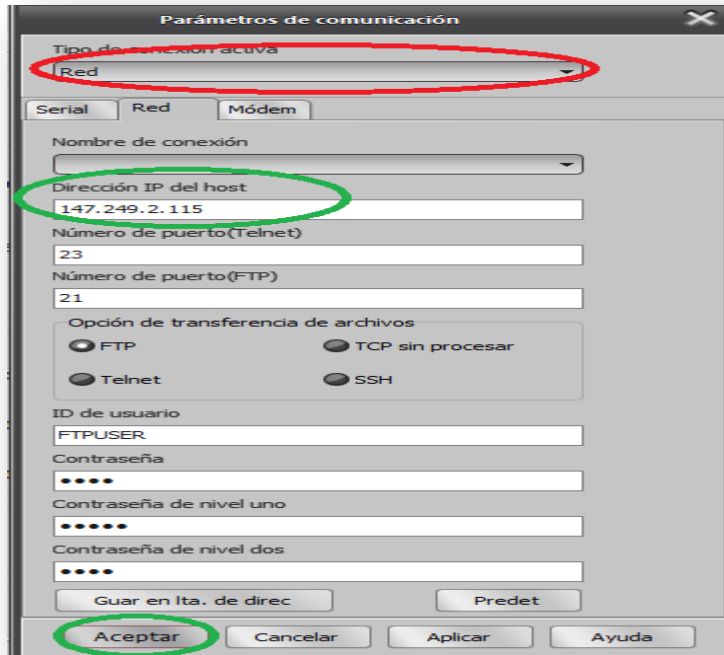 Parámetros de comunicación
Tipo de conexión activa
Red
Serial Red Módem
Nombre de conexión
Dirección IP del host
147.249.2.115
Número de puerto(Telnet)
23
Número de puerto(FTP)
21
Opción de transferencia de archivos
FTP TCP sin procesar
Telnet SSH
ID de usuario
FTPUSER
Contraseña
••••
Contraseña de nivel uno
•••••
Contraseña de nivel dos
••••
Guar en lta. de direc Predet
Aceptar Cancelar Aplicar Ayuda